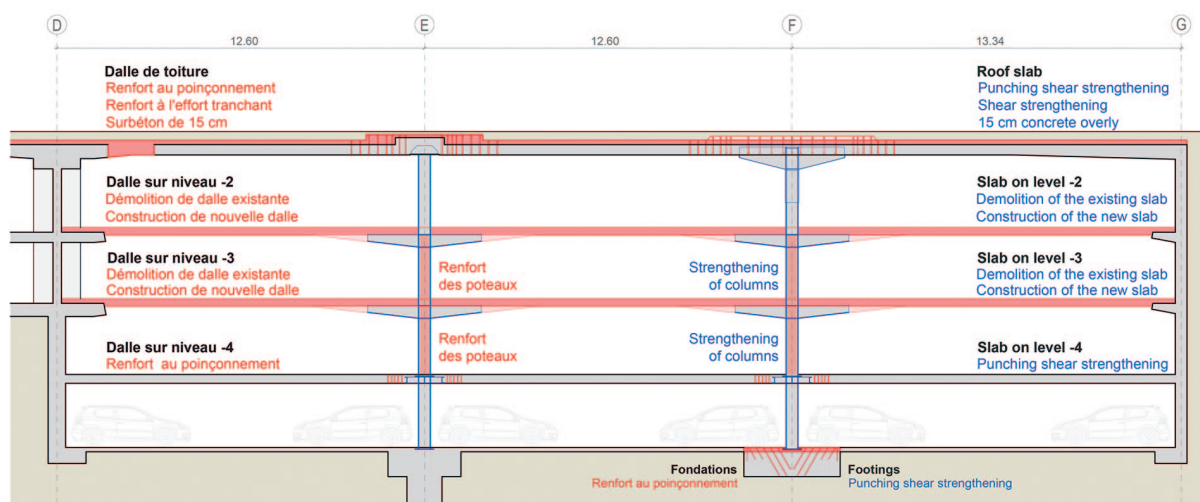 D
E
F
G
12.60
12.60
13.34
Dalle de toiture
Renfort au poinçonnement
Renfort à l'effort tranchant
Surbéton de 15 cm
Roof slab
Punching shear strengthening
Shear strengthening
15 cm concrete overly
Dalle sur niveau -2
Démolition de dalle existante
Construction de nouvelle dalle
Slab on level -2
Demolition of the existing slab
Construction of the new slab
Dalle sur niveau -3
Démolition de dalle existante
Construction de nouvelle dalle
Renfort
des poteaux
Strengthening
of columns
Slab on level -3
Demolition of the existing slab
Construction of the new slab
Dalle sur niveau -4
Renfort au poinçonnement
Renfort
des poteaux
Strengthening
of columns
Slab on level -4
Punching shear strengthening
Fondations
Renfort au poinçonnement
Footings
Punching shear strengthening